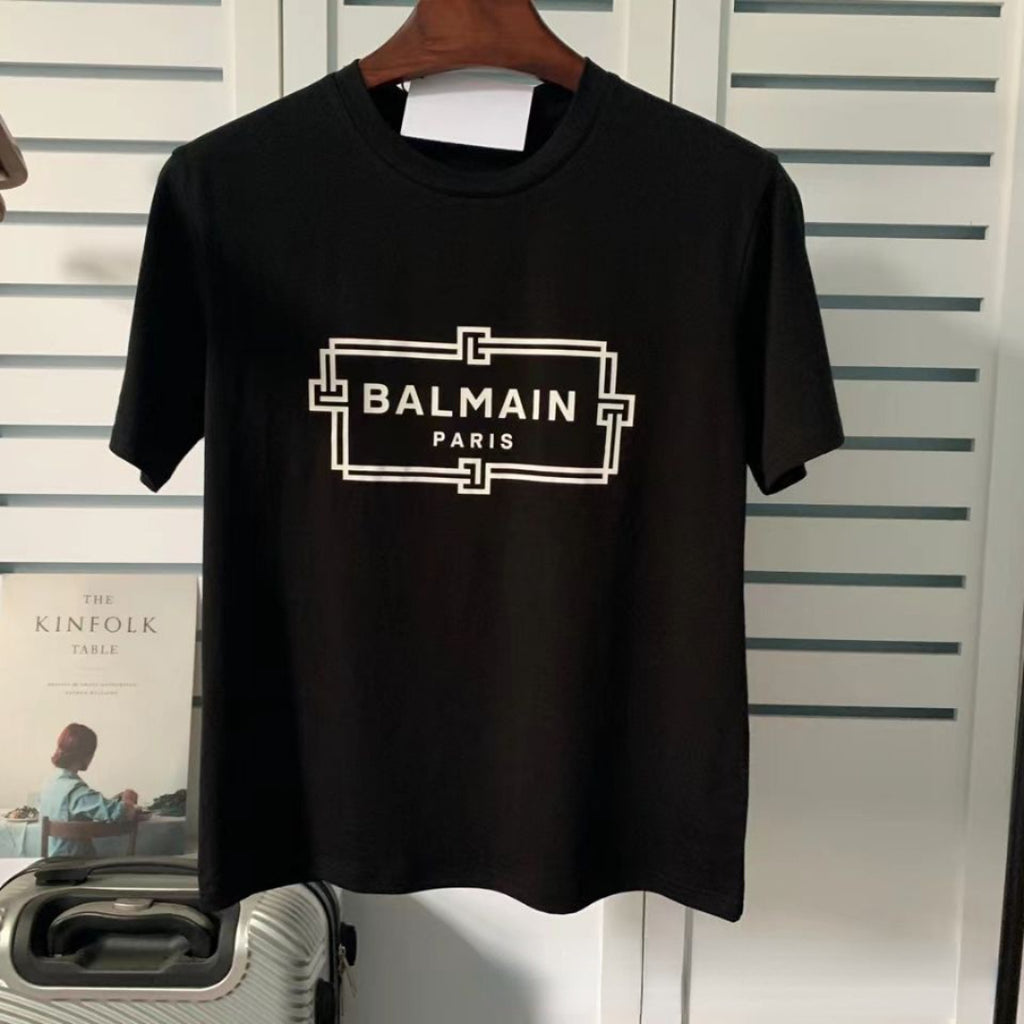 BALMAIN
PARIS
THE
KINFOLK
TABLE